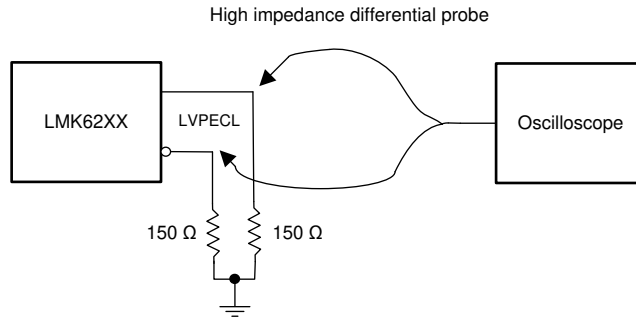 High impedance differential probe
LMK62XX
LVPECL
Oscilloscope
150 Ω
150 Ω